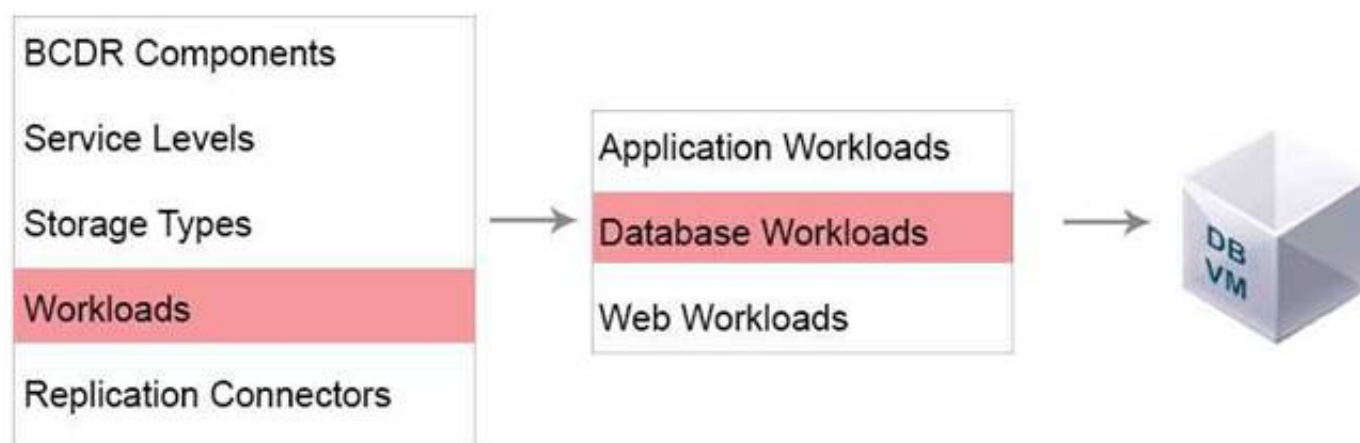 BCDR Components
Service Levels
Storage Types
Workloads
Replication Connectors
Application Workloads
Database Workloads
Web Workloads
DB
VM